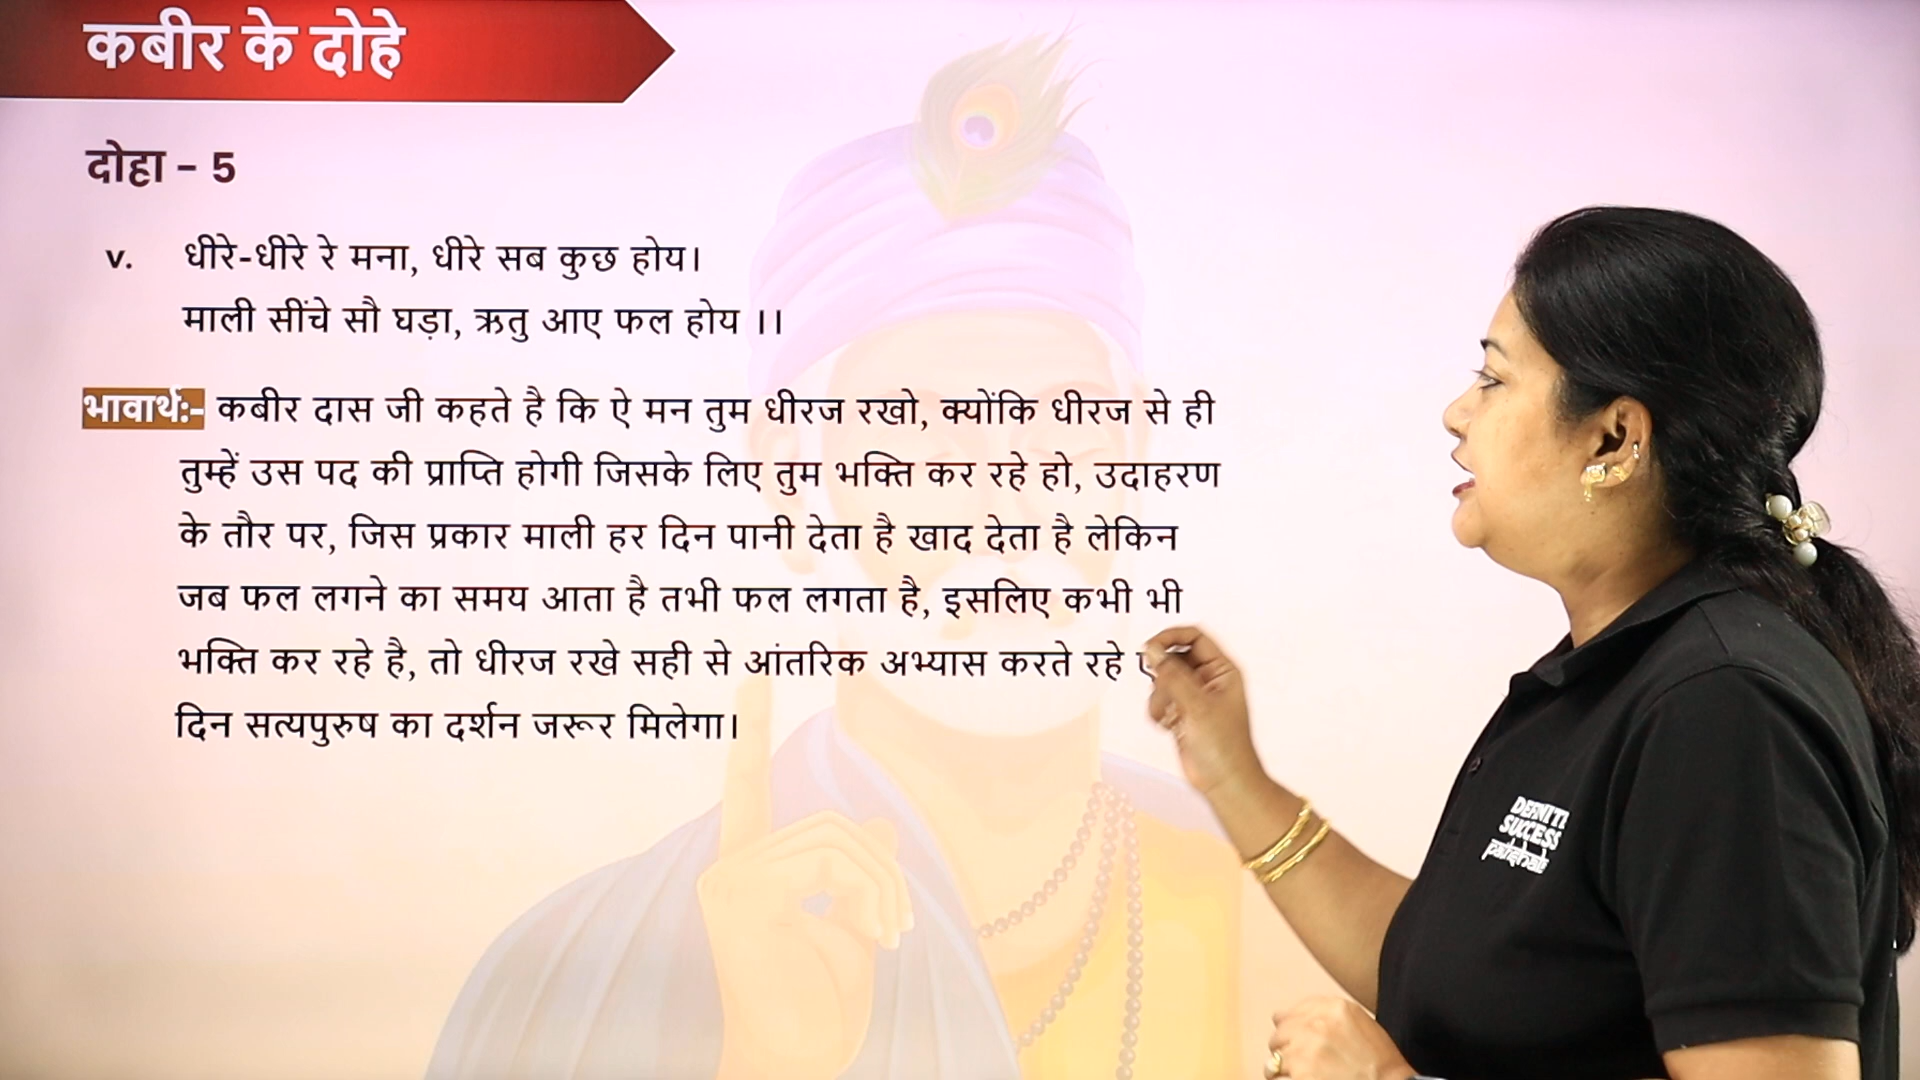 कबीर के दोहे
दोहा – 5
v. धीरे-धीरे रे मना, धीरे सब कुछ होय।
माली सींचे सौ घड़ा, ऋतु आए फल होय ।।
भावार्थ:- कबीर दास जी कहते है कि ऐ मन तुम धीरज रखो, क्योंकि धीरज से ही
तुम्हें उस पद की प्राप्ति होगी जिसके लिए तुम भक्ति कर रहे हो, उदाहरण
के तौर पर, जिस प्रकार माली हर दिन पानी देता है खाद देता है लेकिन
जब फल लगने का समय आता है तभी फल लगता है, इसलिए कभी भी
भक्ति कर रहे है, तो धीरज रखे सही से आंतरिक अभ्यास करते रहे
दिन सत्यपुरुष का दर्शन जरूर मिलेगा।
SUCCESS